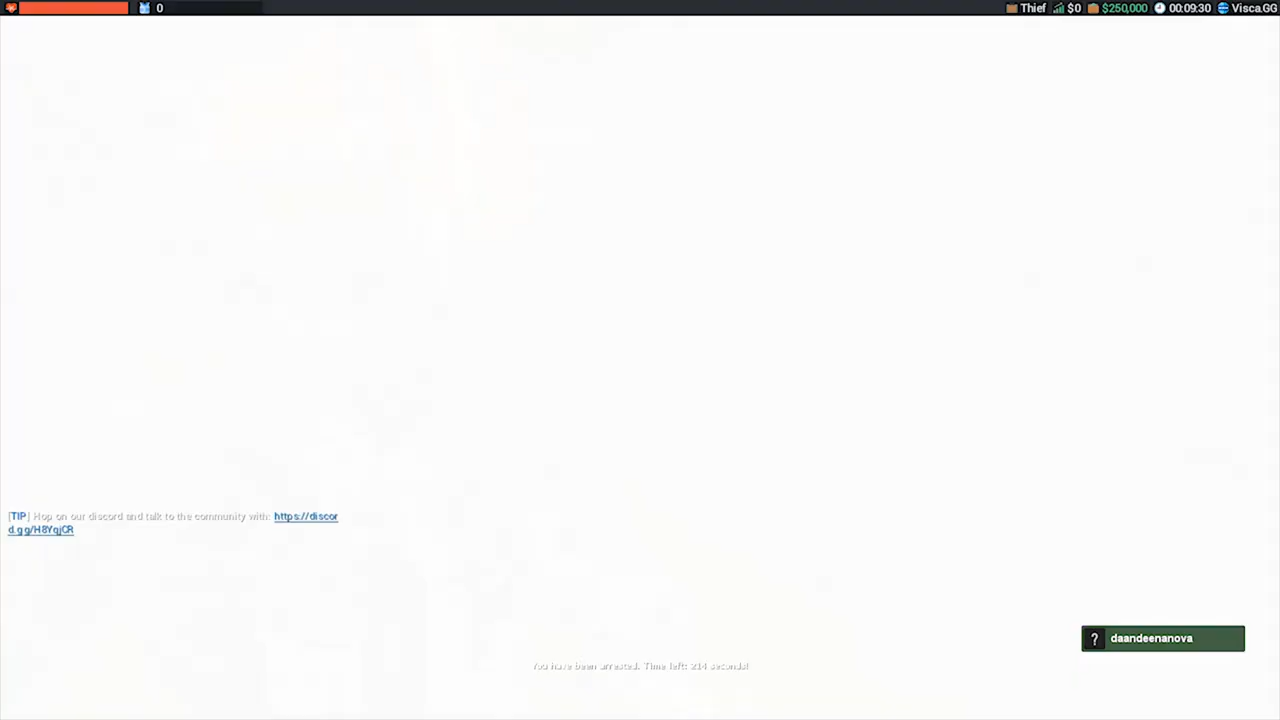 0
Thief $0 $250,000 00:09:30 Visca.GG
[TIP] Hop on our discord and talk to the community with: https://discor
d.gg/H8YqjCR
? daandeenanova
You have been arrested. Time left: 214 seconds!